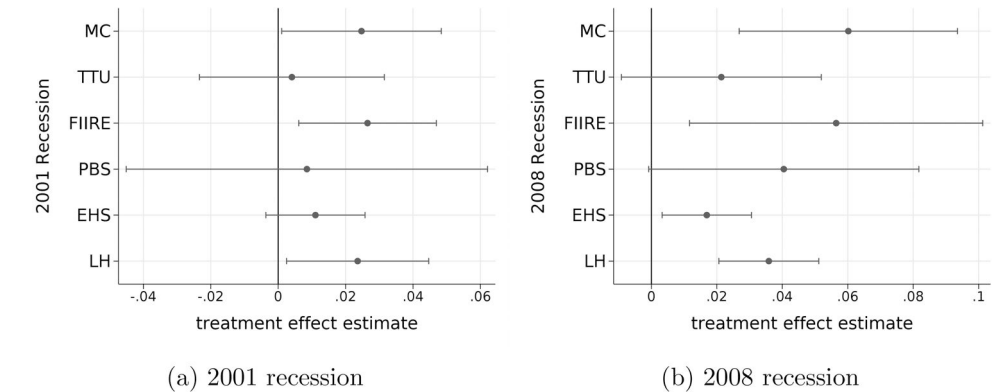 2001 Recession
MC
TTU
FIIRE
PBS
EHS
LH
-.04 -.02 0 .02 .04 .06
treatment effect estimate
(a) 2001 recession
2008 Recession
MC
TTU
FIIRE
PBS
EHS
LH
0 .02 .04 .06 .08 .1
treatment effect estimate
(b) 2008 recession